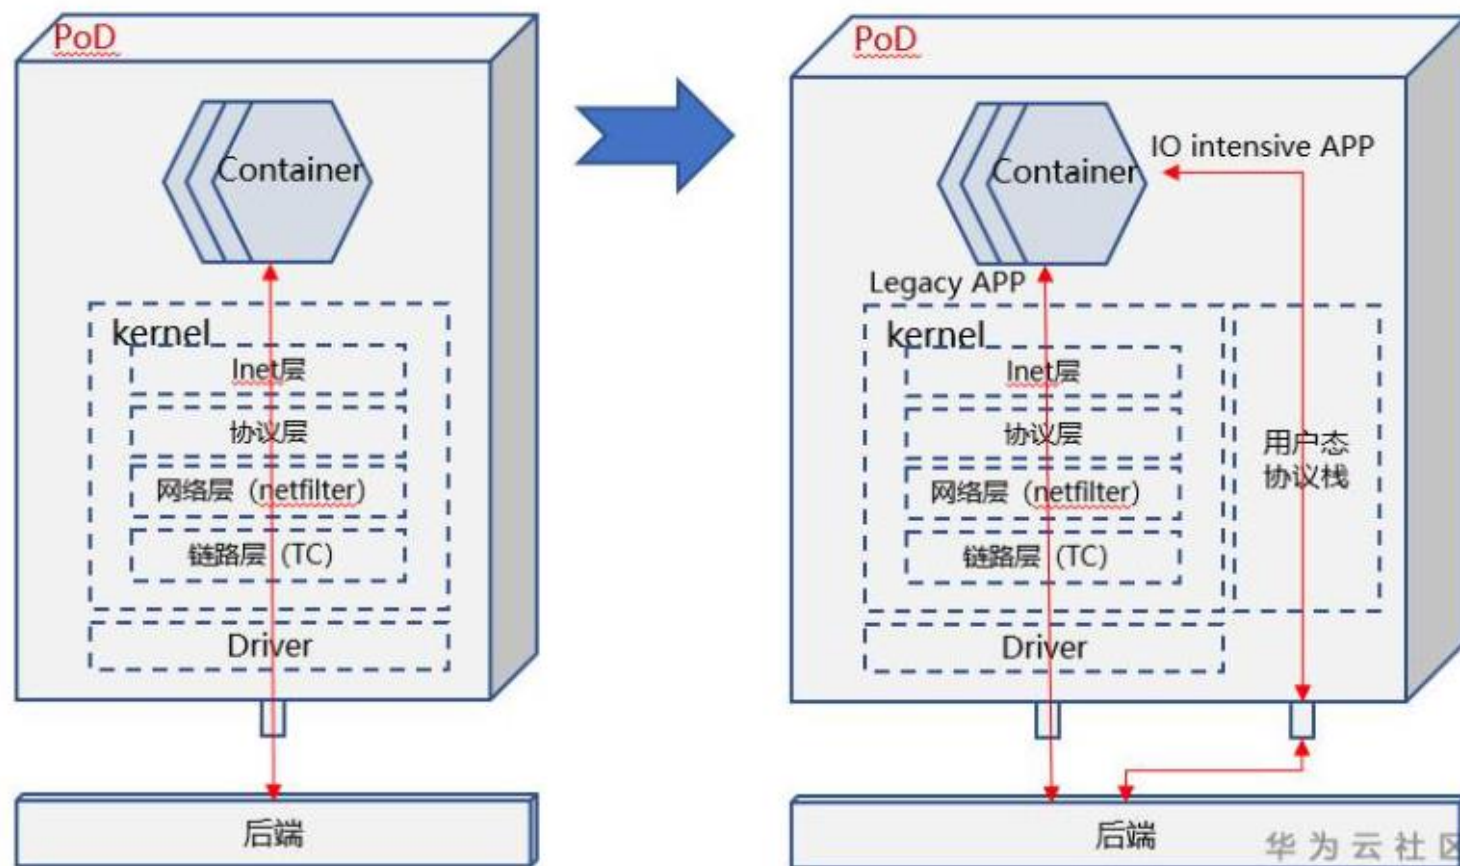 PoD
Container
kernel
Inet层
协议层
网络层（netfilter）
链路层（TC）
Driver
后端
PoD
Container
IO intensive APP
Legacy APP
kernel
Inet层
协议层
网络层（netfilter）
链路层（TC）
用户态
协议栈
Driver
后端
华为云社区